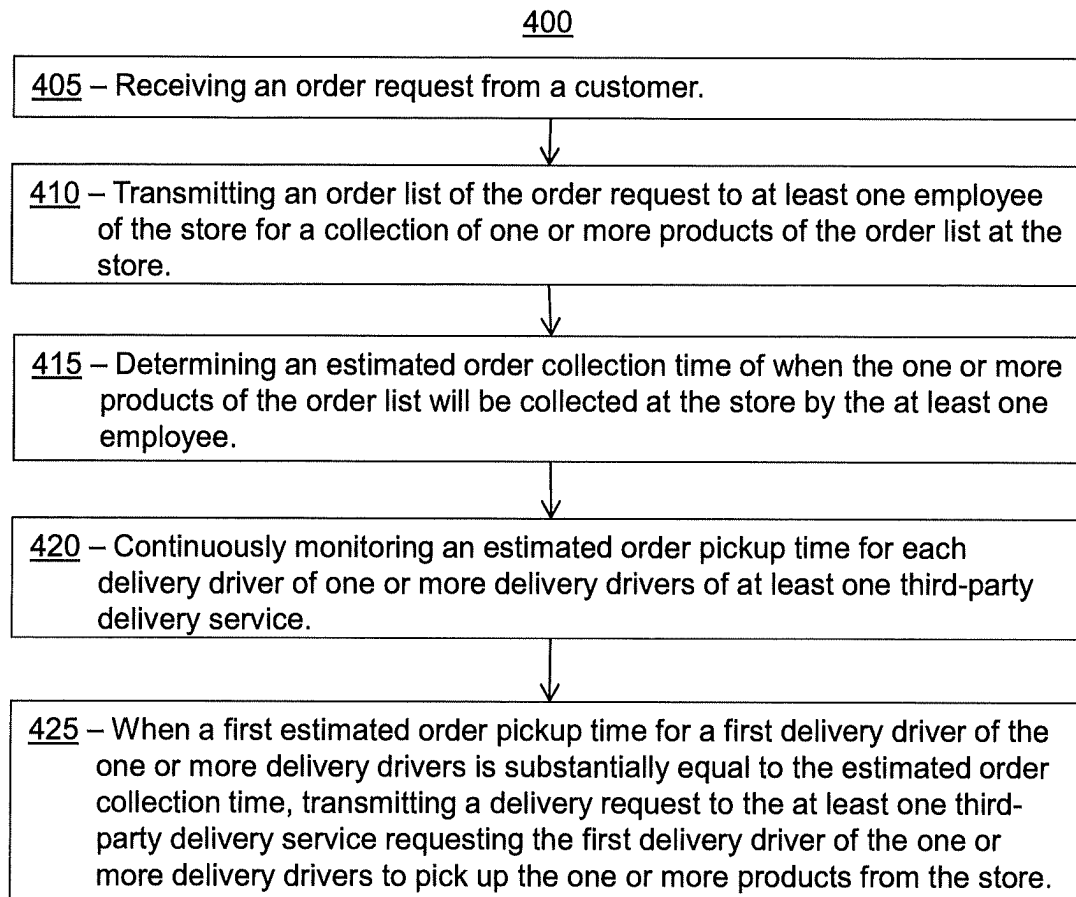 400
405 – Receiving an order request from a customer.
410 – Transmitting an order list of the order request to at least one employee
of the store for a collection of one or more products of the order list at the
store.
415 – Determining an estimated order collection time of when the one or more
products of the order list will be collected at the store by the at least one
employee.
420 – Continuously monitoring an estimated order pickup time for each
delivery driver of one or more delivery drivers of at least one third-party
delivery service.
425 – When a first estimated order pickup time for a first delivery driver of the
one or more delivery drivers is substantially equal to the estimated order
collection time, transmitting a delivery request to the at least one third-
party delivery service requesting the first delivery driver of the one or
more delivery drivers to pick up the one or more products from the store.